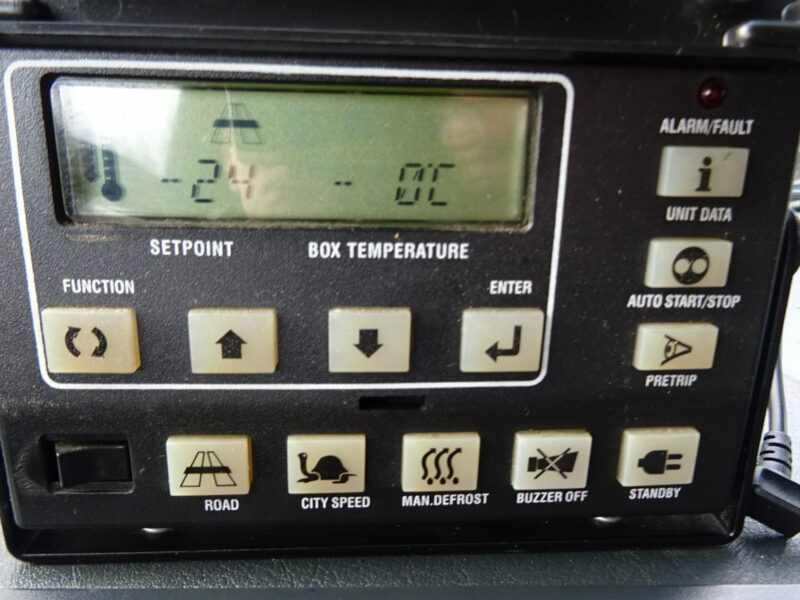 -24 - 0°C
SETPOINT BOX TEMPERATURE
FUNCTION ENTER
ALARM/FAULT
i
UNIT DATA
AUTO START/STOP
PRETRIP
ROAD CITY SPEED MAN.DEFROST BUZZER OFF STANDBY